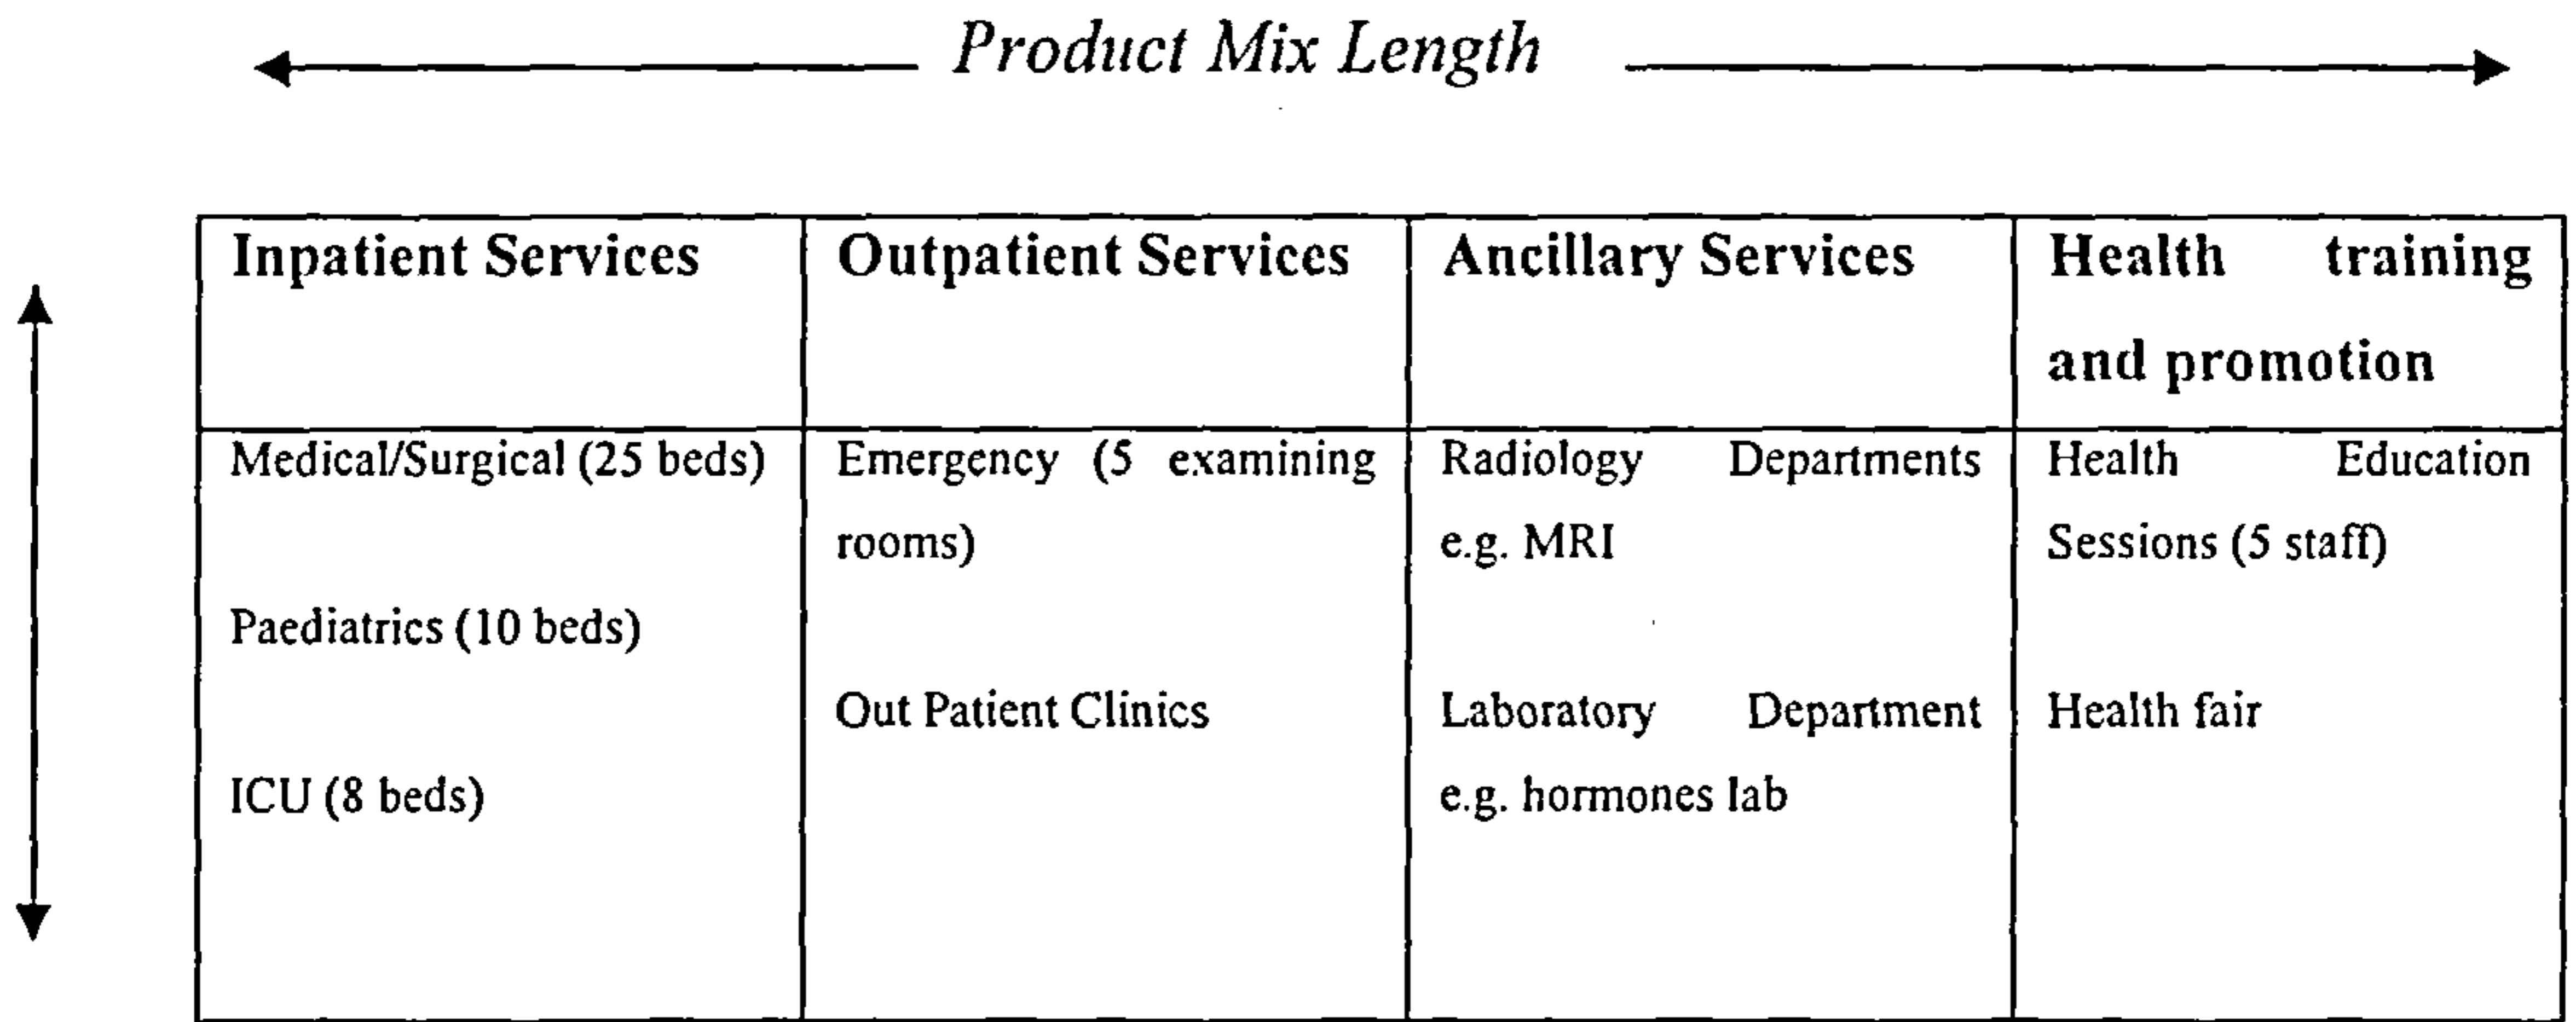 Product Mix Length
Inpatient Services
Outpatient Services
Ancillary Services
Health training
and promotion
Medical/Surgical (25 beds)
Paediatrics (10 beds)
ICU (8 beds)
Emergency (5 examining
rooms)
Out Patient Clinics
Radiology Departments
e.g. MRI
Laboratory Department
e.g. hormones lab
Health Education
Sessions (5 staff)
Health fair